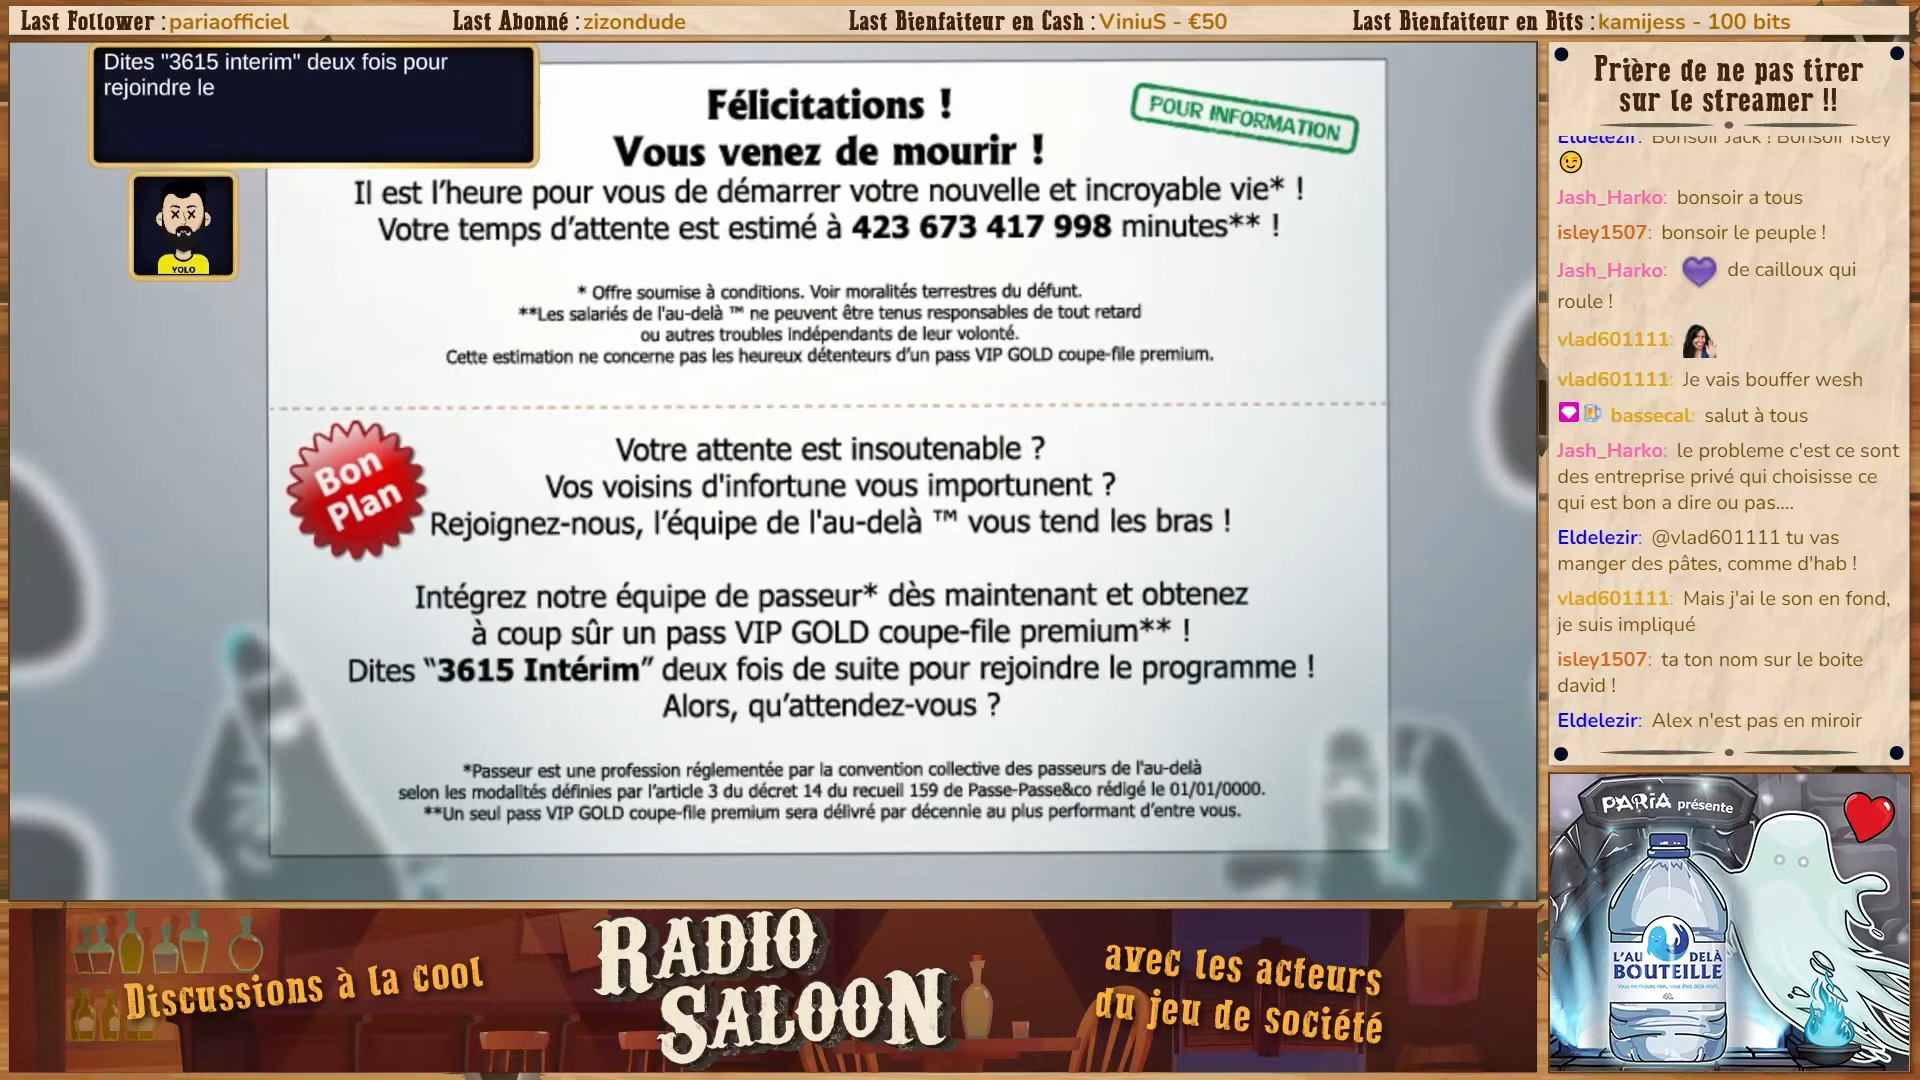 Last Follower : pariaofficiel
Last Abonné : zizondude
Last Bienfaiteur en Cash : ViniuS - €50
Last Bienfaiteur en Bits : kamijess - 100 bits
Dites "3615 interim" deux fois pour
rejoindre le
YOLO
Félicitations !
POUR INFORMATION
Vous venez de mourir !
Il est l’heure pour vous de démarrer votre nouvelle et incroyable vie* !
Votre temps d’attente est estimé à 423 673 417 998 minutes** !
* Offre soumise à conditions. Voir moralités terrestres du défunt.
**Les salariés de l'au-delà ™ ne peuvent être tenus responsables de tout retard
ou autres troubles indépendants de leur volonté.
Cette estimation ne concerne pas les heureux détenteurs d’un pass VIP GOLD coupe-file premium.
Bon
Plan
Votre attente est insoutenable ?
Vos voisins d'infortune vous importunent ?
Rejoignez-nous, l’équipe de l'au-delà ™ vous tend les bras !
Intégrez notre équipe de passeur* dès maintenant et obtenez
à coup sûr un pass VIP GOLD coupe-file premium** !
Dites “3615 Intérim” deux fois de suite pour rejoindre le programme !
Alors, qu’attendez-vous ?
*Passeur est une profession réglementée par la convention collective des passeurs de l'au-delà
selon les modalités définies par l’article 3 du décret 14 du recueil 159 de Passe-Passe&co rédigé le 01/01/0000.
**Un seul pass VIP GOLD coupe-file premium sera délivré par décennie au plus performant d’entre vous.
Prière de ne pas tirer
sur le streamer !!
Eldelezir: Bonsoir Jack ! Bonsoir isley
😉
Jash_Harko: bonsoir a tous
isley1507: bonsoir le peuple !
Jash_Harko: 💜 de cailloux qui
roule !
vlad601111:
vlad601111: Je vais bouffer wesh
bassecal: salut à tous
Jash_Harko: le probleme c'est ce sont
des entreprise privé qui choisisse ce
qui est bon a dire ou pas....
Eldelezir: @vlad601111 tu vas
manger des pâtes, comme d'hab !
vlad601111: Mais j'ai le son en fond,
je suis impliqué
isley1507: ta ton nom sur le boite
david !
Eldelezir: Alex n'est pas en miroir
Discussions à la cool
RADIO
SALOON
avec les acteurs
du jeu de société
PARiA présente
L'AU DELÀ
BOUTEILLE
Vous ne risquez rien, vous êtes déjà mort.
4L